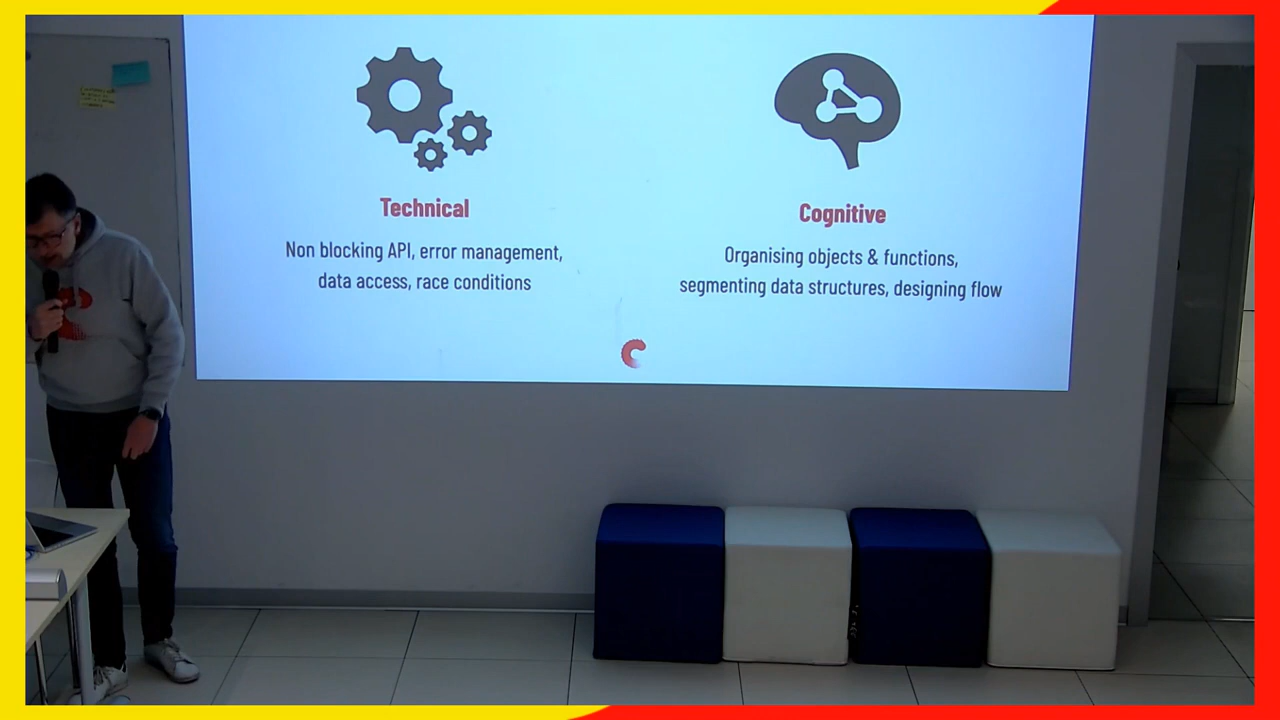 Technical
Non blocking API, error management,
data access, race conditions
Cognitive
Organising objects & functions,
segmenting data structures, designing flow